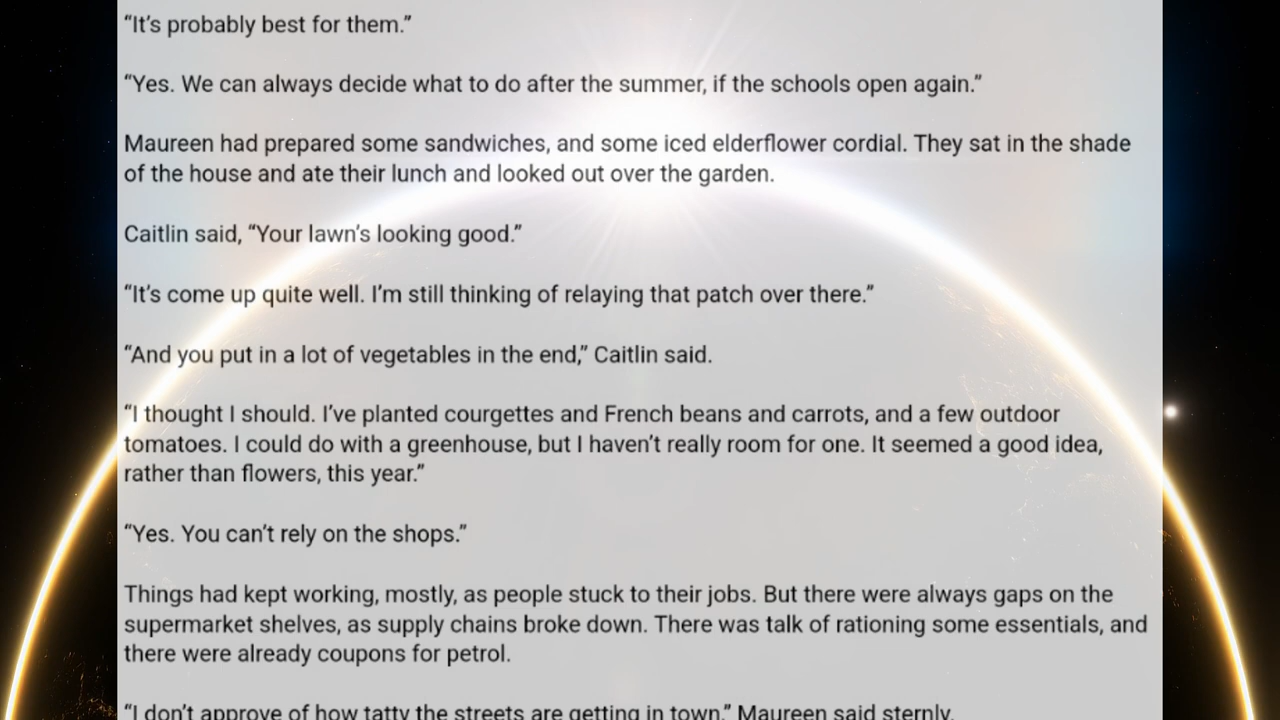 “It’s probably best for them.”
“Yes. We can always decide what to do after the summer, if the schools open again.”
Maureen had prepared some sandwiches, and some iced elderflower cordial. They sat in the shade
of the house and ate their lunch and looked out over the garden.
Caitlin said, “Your lawn’s looking good.”
“It’s come up quite well. I’m still thinking of relaying that patch over there.”
“And you put in a lot of vegetables in the end,” Caitlin said.
“I thought I should. I’ve planted courgettes and French beans and carrots, and a few outdoor
tomatoes. I could do with a greenhouse, but I haven’t really room for one. It seemed a good idea,
rather than flowers, this year.”
“Yes. You can’t rely on the shops.”
Things had kept working, mostly, as people stuck to their jobs. But there were always gaps on the
supermarket shelves, as supply chains broke down. There was talk of rationing some essentials, and
there were already coupons for petrol.
“I don’t approve of how tatty the streets are getting in town,” Maureen said sternly.